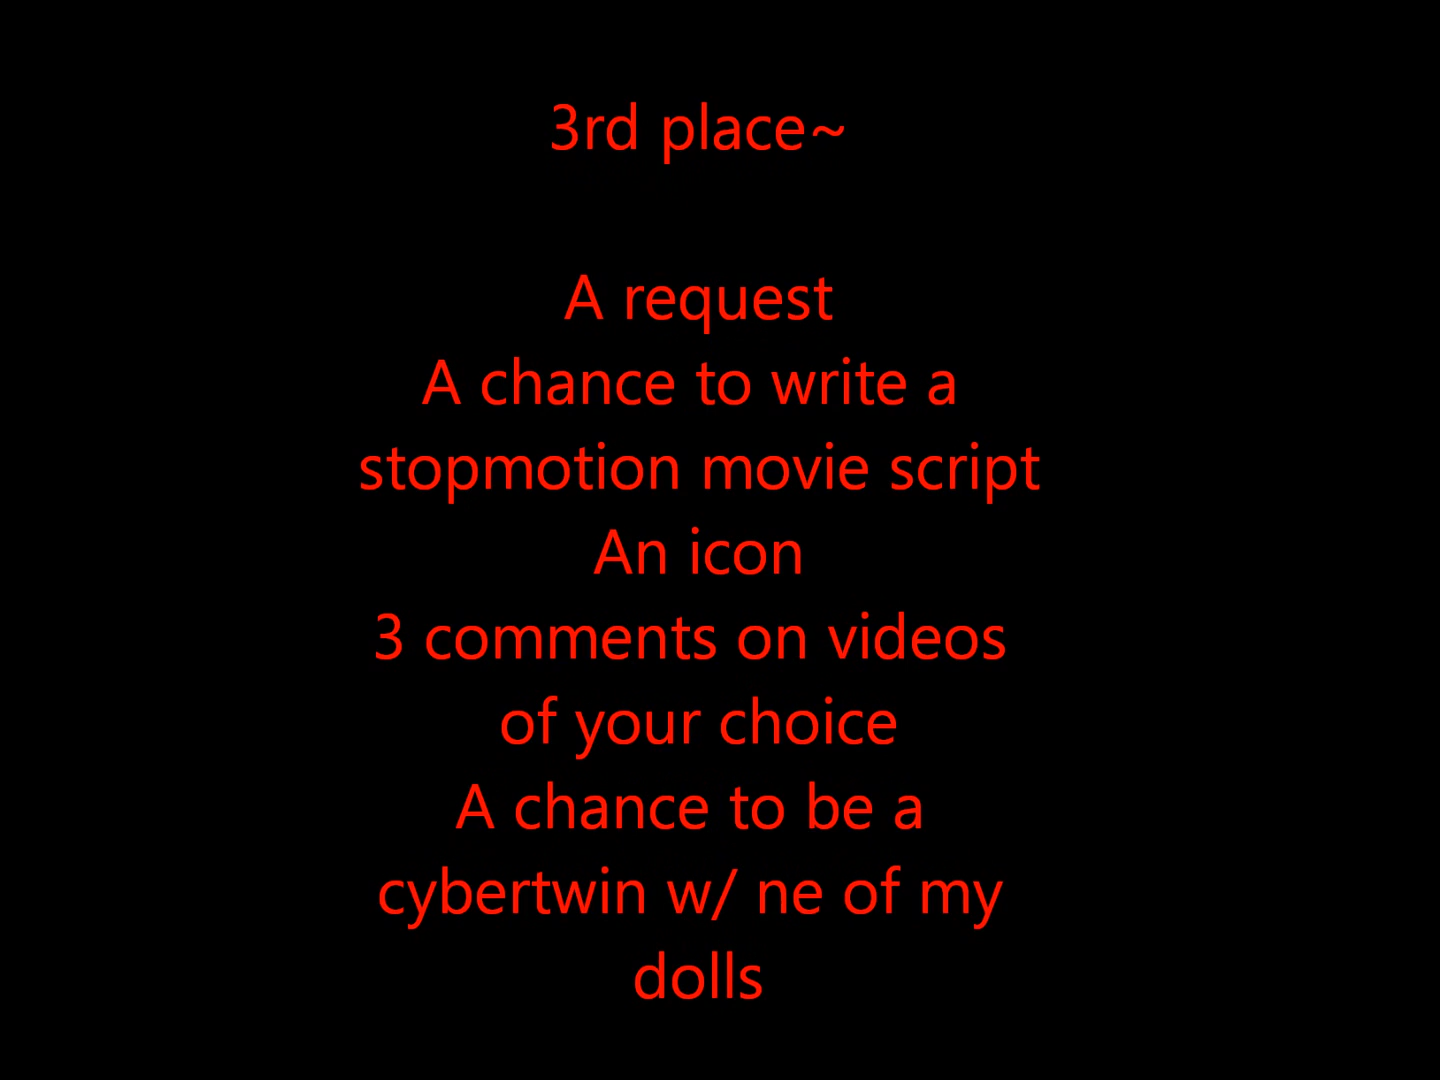 3rd place~
A request
A chance to write a
stopmotion movie script
An icon
3 comments on videos
of your choice
A chance to be a
cybertwin w/ ne of my
dolls